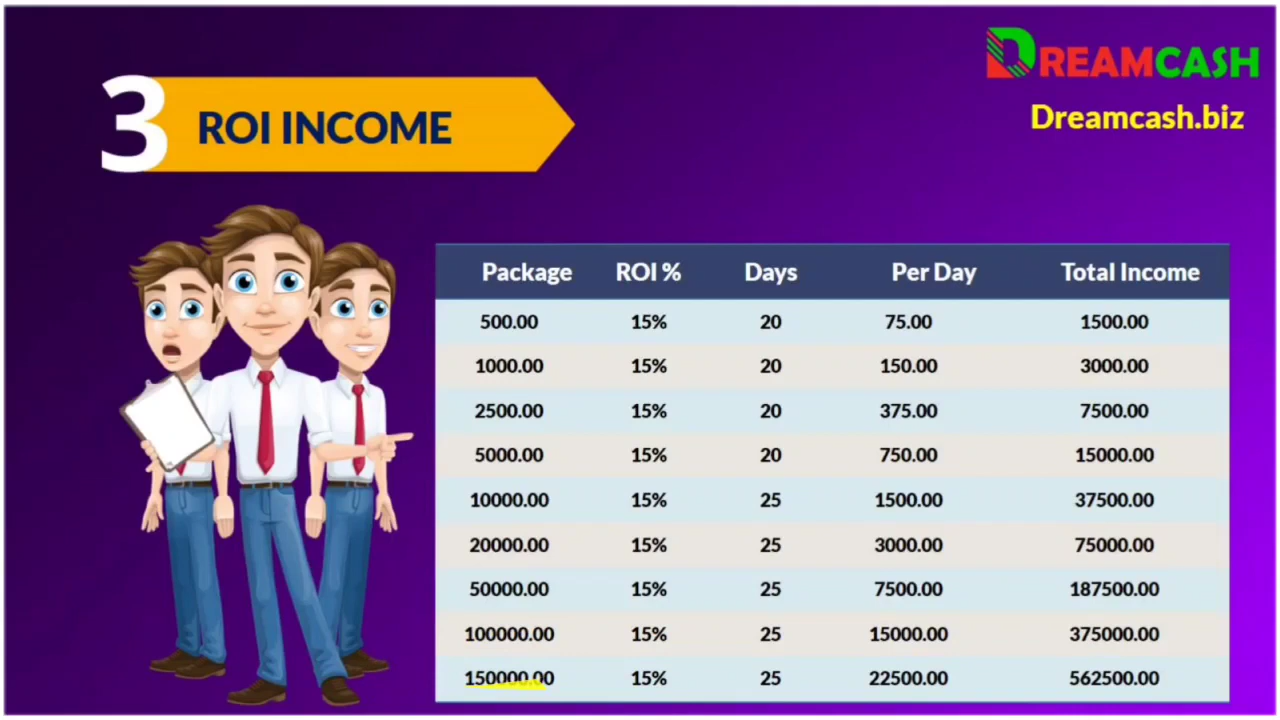 DREAMCASH
Dreamcash.biz
3 ROI INCOME
Package ROI % Days Per Day Total Income
500.00 15% 20 75.00 1500.00
1000.00 15% 20 150.00 3000.00
2500.00 15% 20 375.00 7500.00
5000.00 15% 20 750.00 15000.00
10000.00 15% 25 1500.00 37500.00
20000.00 15% 25 3000.00 75000.00
50000.00 15% 25 7500.00 187500.00
100000.00 15% 25 15000.00 375000.00
150000.00 15% 25 22500.00 562500.00